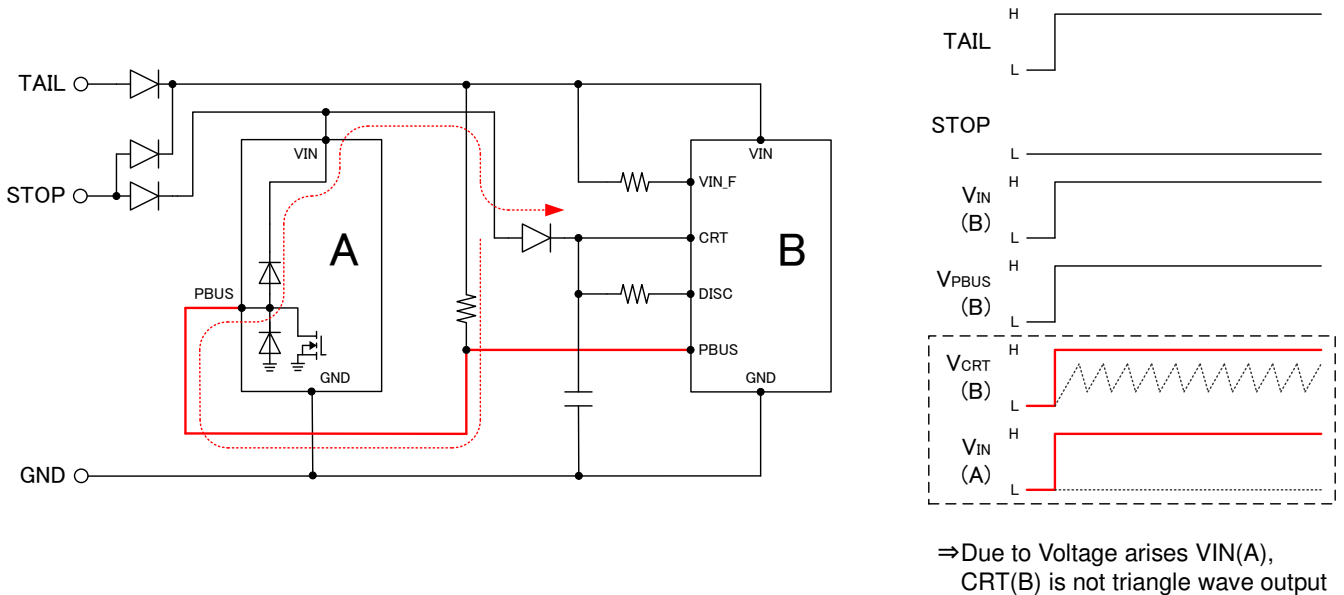 TAIL
STOP
GND
VIN
A
PBUS
GND
VIN
VIN_F
CRT
B
DISC
PBUS
GND
TAIL
H
L
STOP
L
VIN
(B)
H
L
VPBUS
(B)
H
L
VCRT
(B)
H
L
VIN
(A)
H
L
⇒Due to Voltage arises VIN(A),
CRT(B) is not triangle wave output